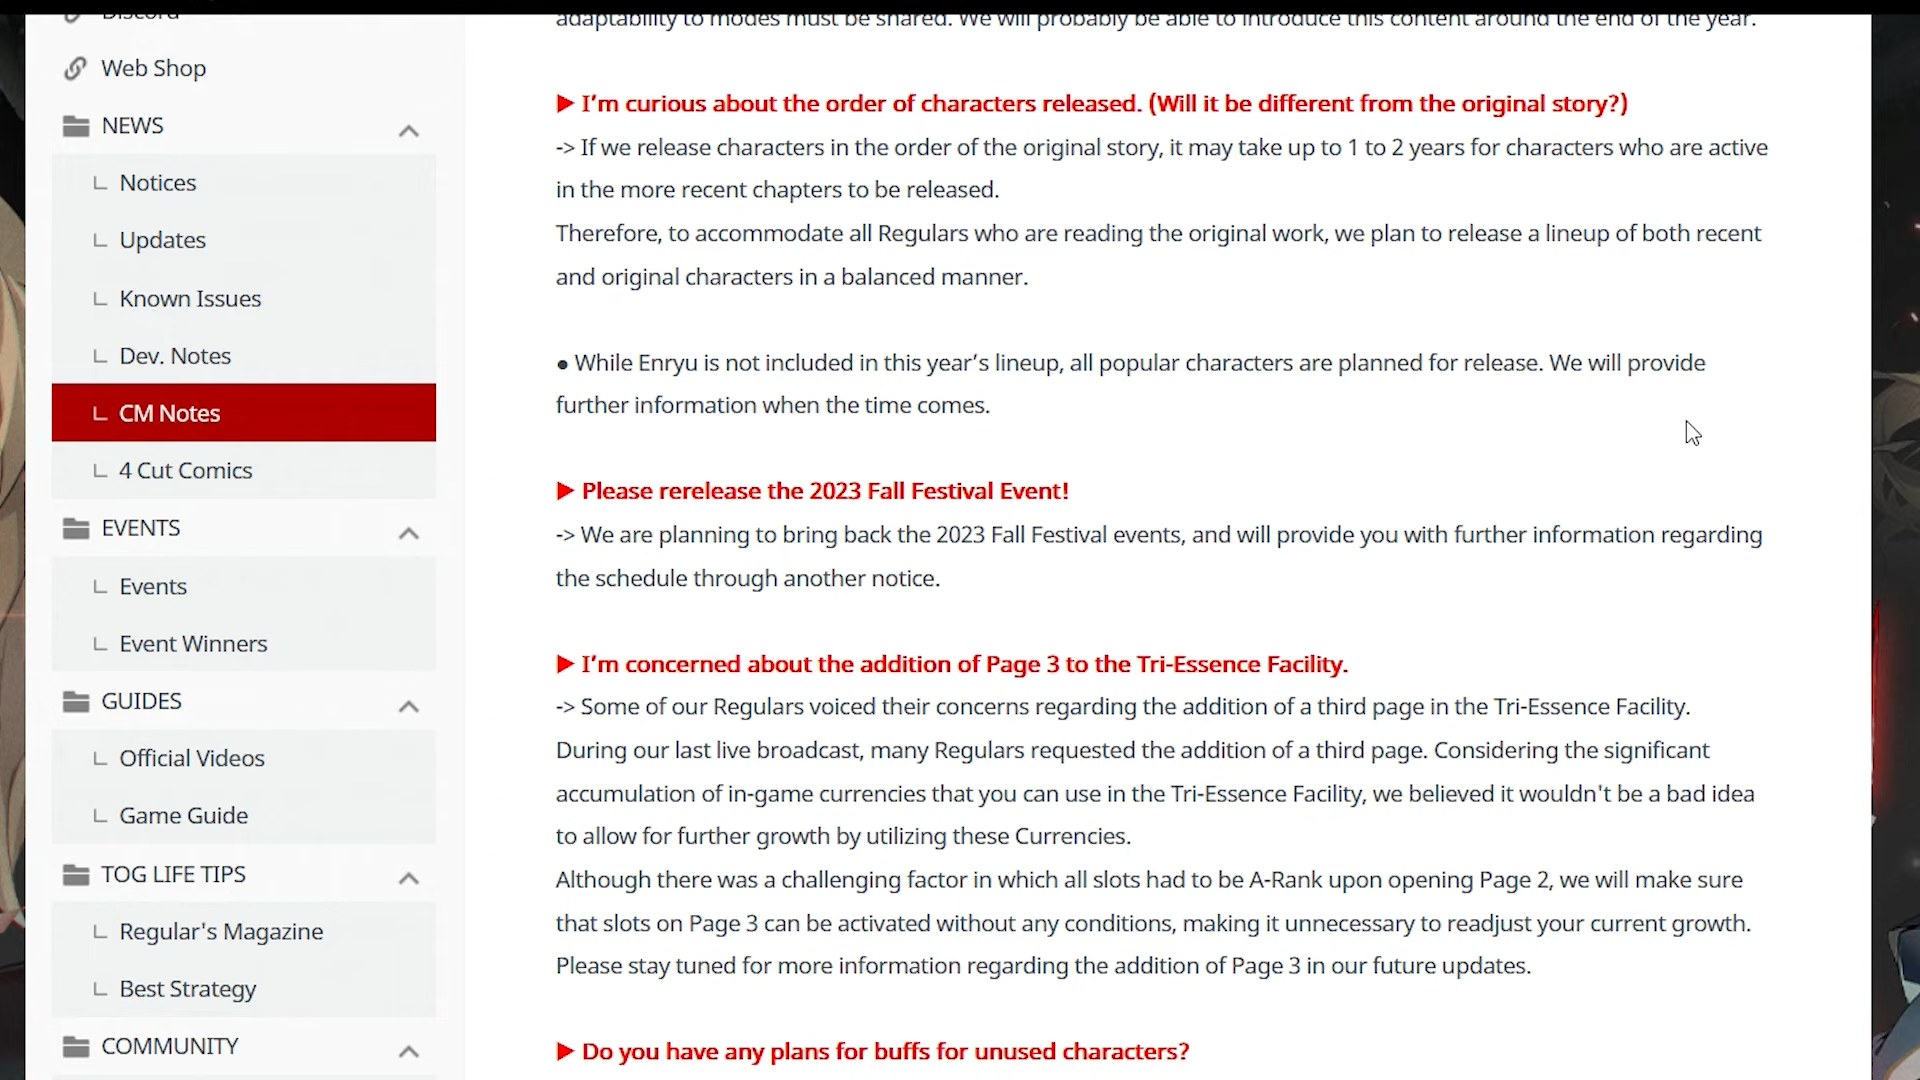 Discord
Web Shop
NEWS
Notices
Updates
Known Issues
Dev. Notes
CM Notes
4 Cut Comics
EVENTS
Events
Event Winners
GUIDES
Official Videos
Game Guide
TOG LIFE TIPS
Regular's Magazine
Best Strategy
COMMUNITY
adaptability to modes must be shared. We will probably be able to introduce this content around the end of the year.
▶ I’m curious about the order of characters released. (Will it be different from the original story?)
-> If we release characters in the order of the original story, it may take up to 1 to 2 years for characters who are active
in the more recent chapters to be released.
Therefore, to accommodate all Regulars who are reading the original work, we plan to release a lineup of both recent
and original characters in a balanced manner.
● While Enryu is not included in this year’s lineup, all popular characters are planned for release. We will provide
further information when the time comes.
▶ Please rerelease the 2023 Fall Festival Event!
-> We are planning to bring back the 2023 Fall Festival events, and will provide you with further information regarding
the schedule through another notice.
▶ I’m concerned about the addition of Page 3 to the Tri-Essence Facility.
-> Some of our Regulars voiced their concerns regarding the addition of a third page in the Tri-Essence Facility.
During our last live broadcast, many Regulars requested the addition of a third page. Considering the significant
accumulation of in-game currencies that you can use in the Tri-Essence Facility, we believed it wouldn't be a bad idea
to allow for further growth by utilizing these Currencies.
Although there was a challenging factor in which all slots had to be A-Rank upon opening Page 2, we will make sure
that slots on Page 3 can be activated without any conditions, making it unnecessary to readjust your current growth.
Please stay tuned for more information regarding the addition of Page 3 in our future updates.
▶ Do you have any plans for buffs for unused characters?